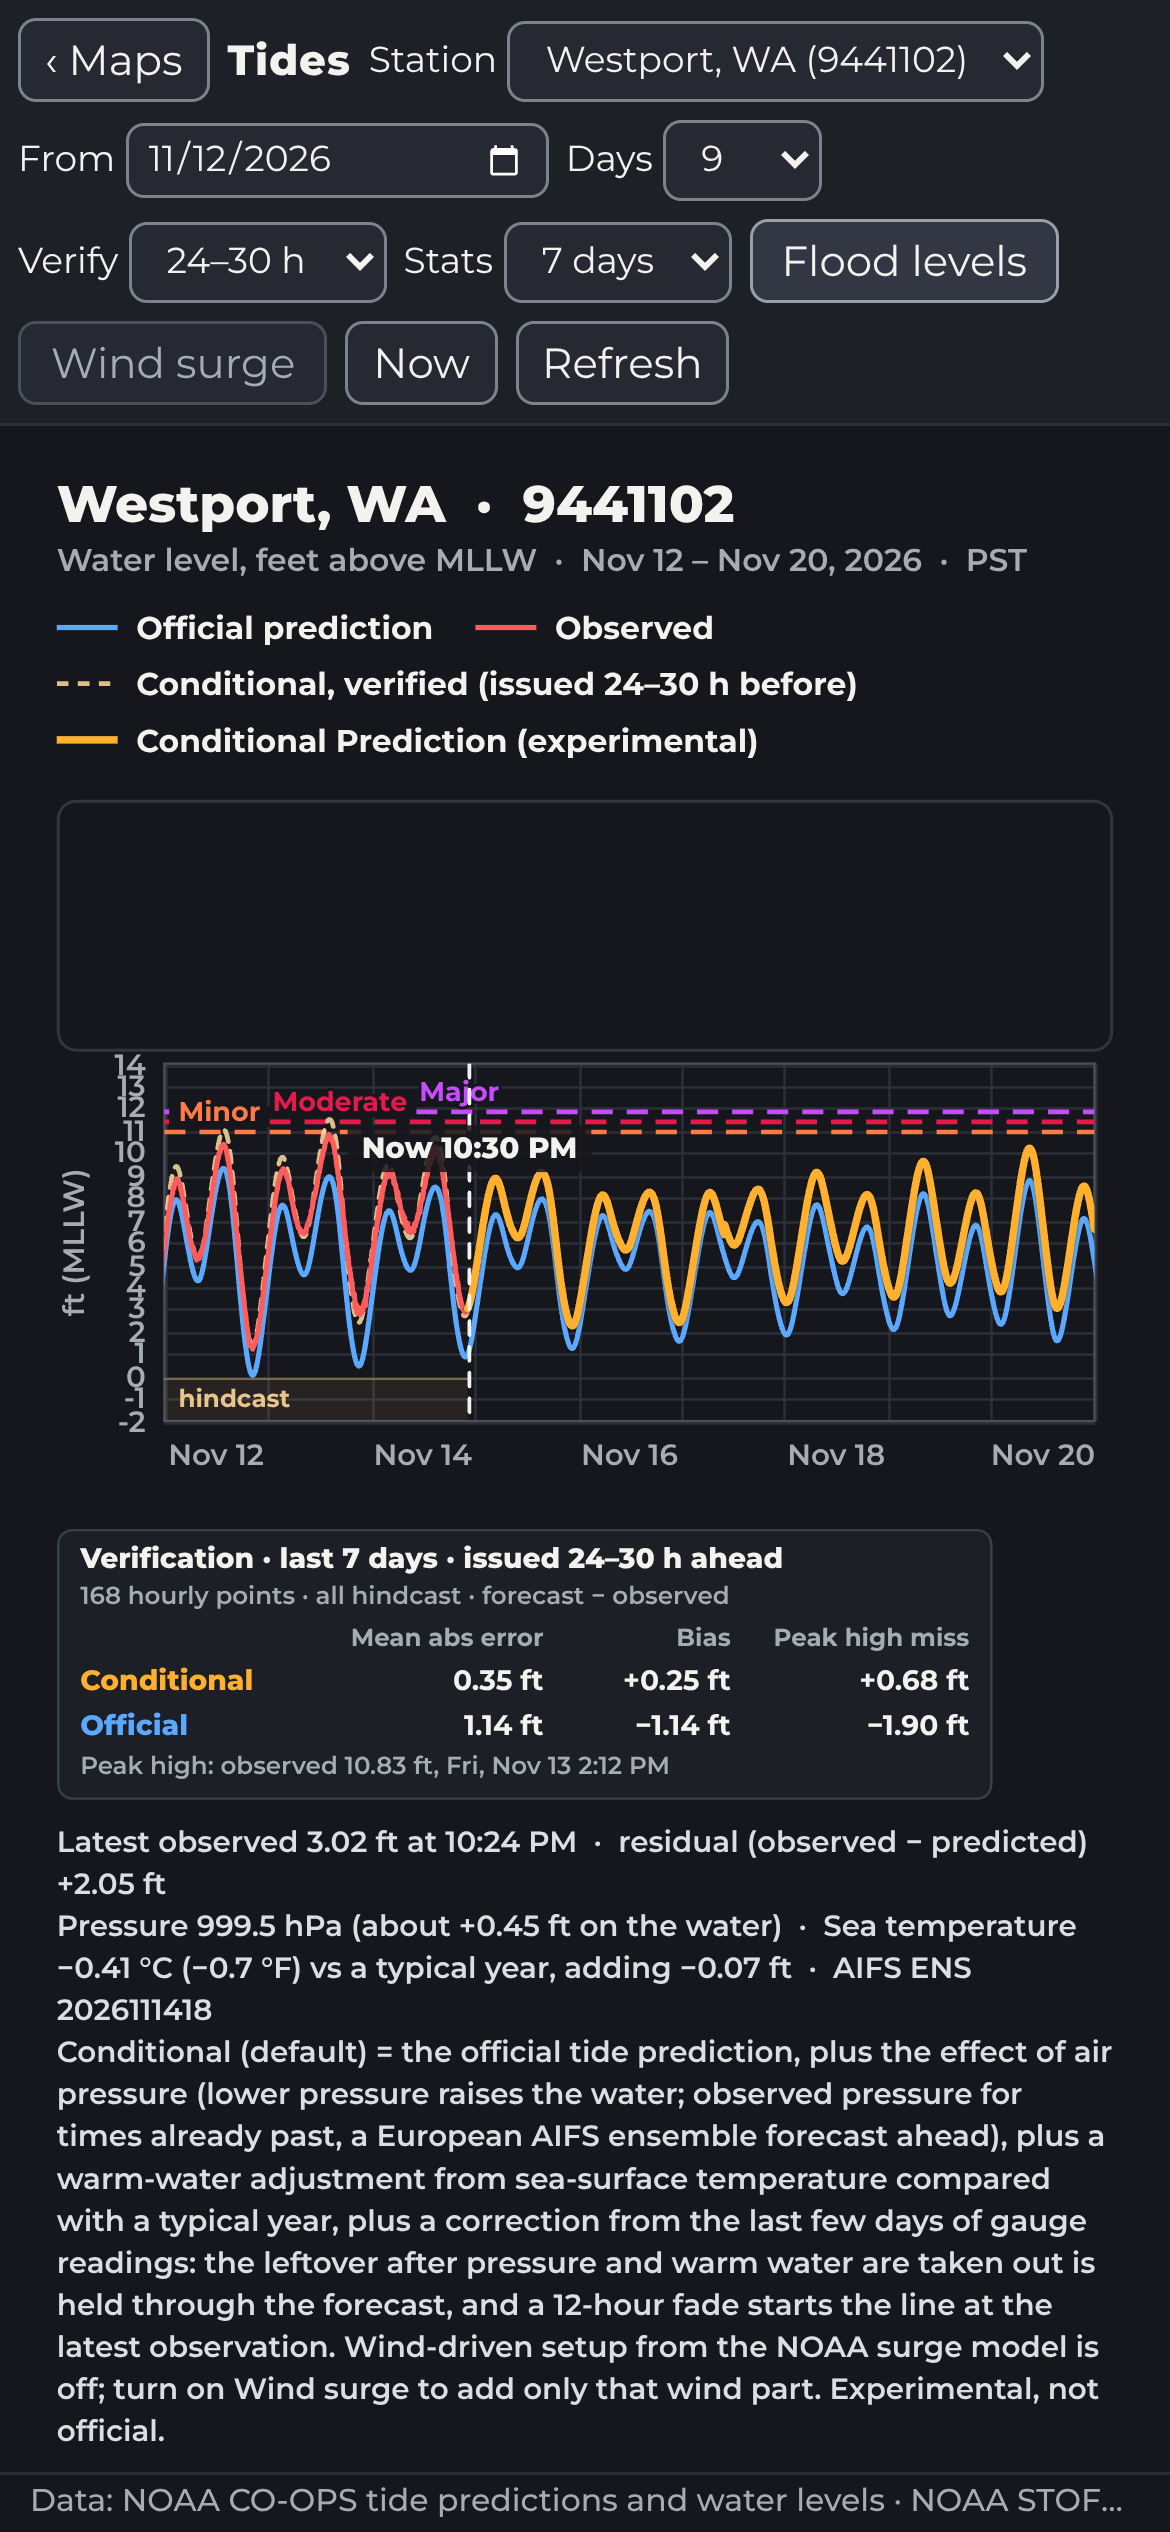 ‹ Maps Tides Station Westport, WA (9441102)
From 11/12/2026 Days 9
Verify 24–30 h Stats 7 days Flood levels
Wind surge Now Refresh
Westport, WA · 9441102
Water level, feet above MLLW · Nov 12 – Nov 20, 2026 · PST
Official prediction Observed
Conditional, verified (issued 24–30 h before)
Conditional Prediction (experimental)
14
13
12
11
10
9
8
7
6
5
4
3
2
1
0
-1
-2
ft (MLLW)
Minor Moderate Major
Now 10:30 PM
hindcast
Nov 12 Nov 14 Nov 16 Nov 18 Nov 20
Verification · last 7 days · issued 24–30 h ahead
168 hourly points · all hindcast · forecast − observed
Mean abs error Bias Peak high miss
Conditional 0.35 ft +0.25 ft +0.68 ft
Official 1.14 ft −1.14 ft −1.90 ft
Peak high: observed 10.83 ft, Fri, Nov 13 2:12 PM
Latest observed 3.02 ft at 10:24 PM · residual (observed − predicted)
+2.05 ft
Pressure 999.5 hPa (about +0.45 ft on the water) · Sea temperature
−0.41 °C (−0.7 °F) vs a typical year, adding −0.07 ft · AIFS ENS
2026111418
Conditional (default) = the official tide prediction, plus the effect of air
pressure (lower pressure raises the water; observed pressure for
times already past, a European AIFS ensemble forecast ahead), plus a
warm-water adjustment from sea-surface temperature compared
with a typical year, plus a correction from the last few days of gauge
readings: the leftover after pressure and warm water are taken out is
held through the forecast, and a 12-hour fade starts the line at the
latest observation. Wind-driven setup from the NOAA surge model is
off; turn on Wind surge to add only that wind part. Experimental, not
official.
Data: NOAA CO-OPS tide predictions and water levels · NOAA STOF...